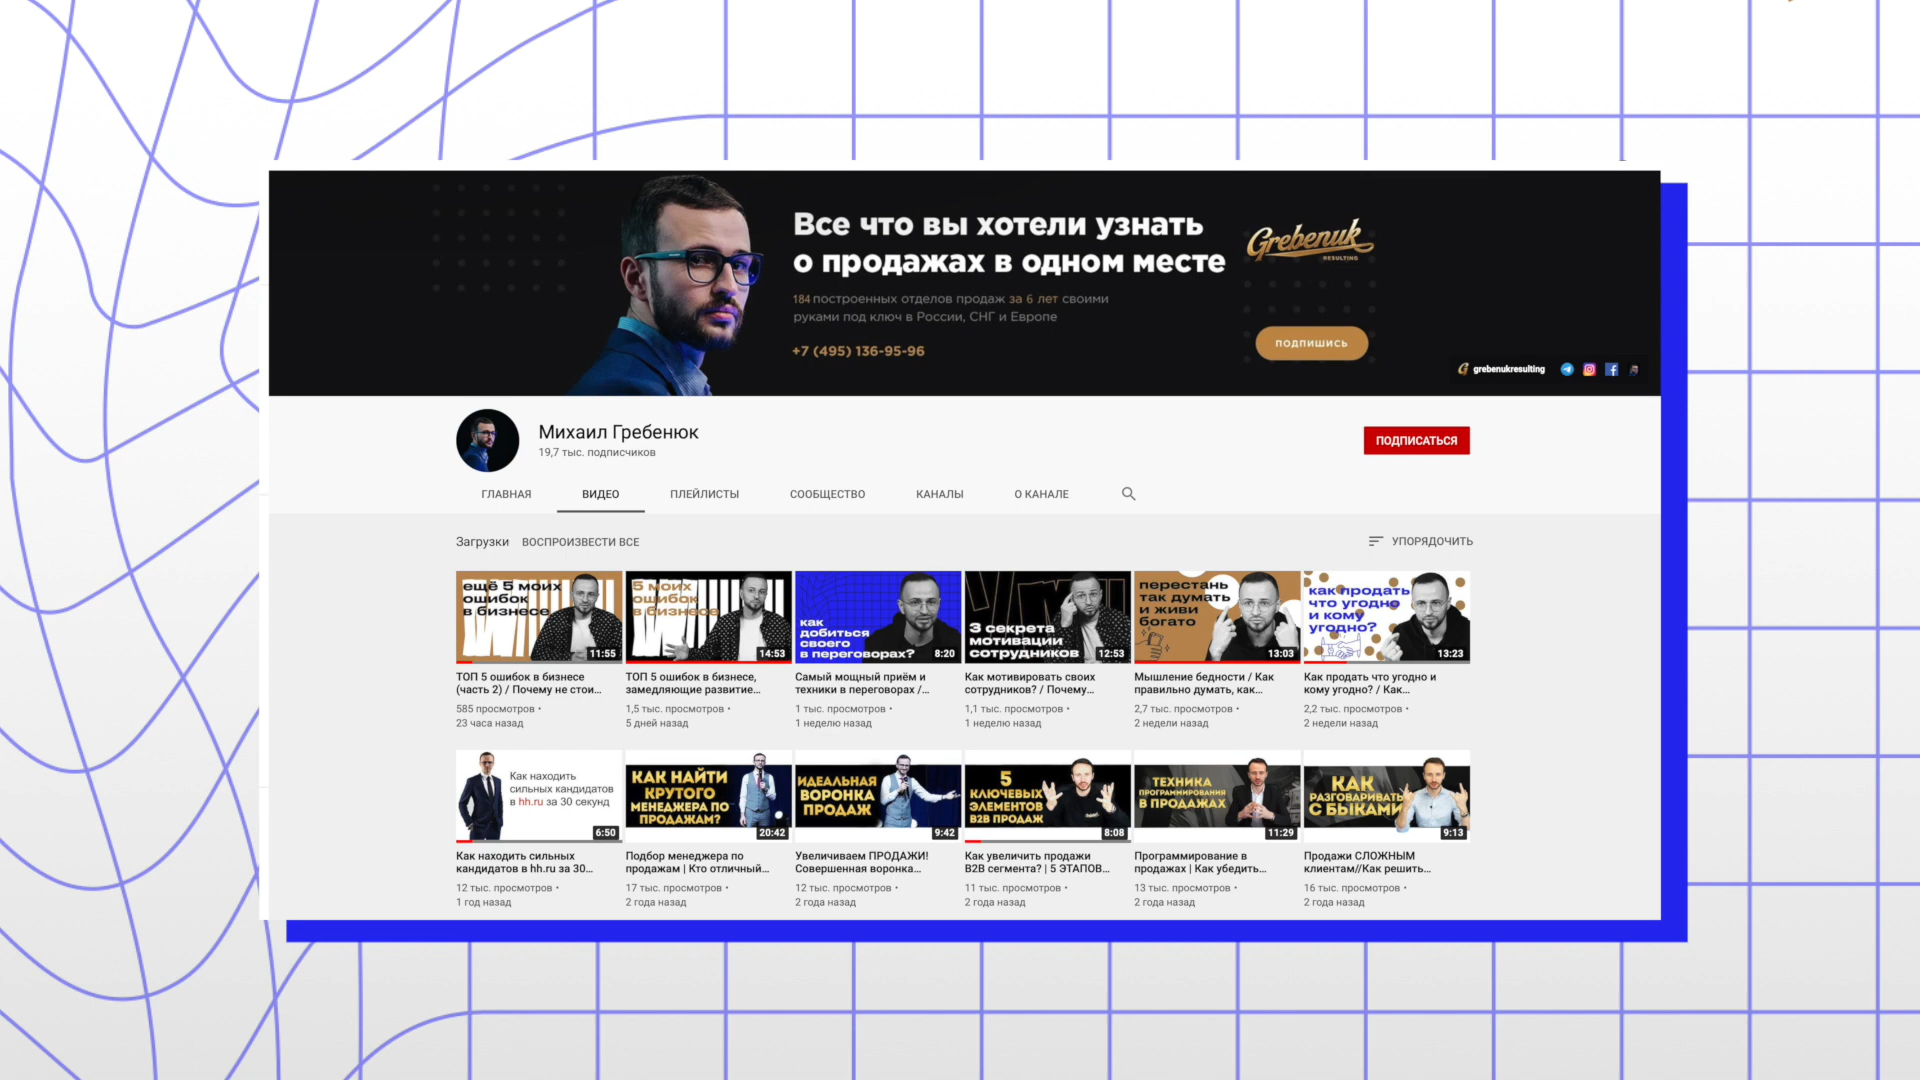 Все что вы хотели узнать
о продажах в одном месте
Grebenuk
RESULTING
184 построенных отделов продаж за 6 лет своими
руками под ключ в России, СНГ и Европе
+7 (495) 136-95-96
ПОДПИШИСЬ
grebenukresulting
Михаил Гребенюк
19,7 тыс. подписчиков
ПОДПИСАТЬСЯ
ГЛАВНАЯ ВИДЕО ПЛЕЙЛИСТЫ СООБЩЕСТВО КАНАЛЫ О КАНАЛЕ
Загрузки ВОСПРОИЗВЕСТИ ВСЕ
УПОРЯДОЧИТЬ
ещё 5 моих
ошибок
в бизнесе
11:55
ТОП 5 ошибок в бизнесе
(часть 2) / Почему не стои...
585 просмотров •
23 часа назад
5 моих
ошибок
в бизнесе
14:53
ТОП 5 ошибок в бизнесе,
замедляющие развитие...
1,5 тыс. просмотров •
5 дней назад
как
добиться
своего
в переговорах?
8:20
Самый мощный приём и
техники в переговорах /...
1 тыс. просмотров •
1 неделю назад
3 секрета
мотивации
сотрудников
12:53
Как мотивировать своих
сотрудников? / Почему...
1,1 тыс. просмотров •
1 неделю назад
перестань
так думать
и живи
богато
13:03
Мышление бедности / Как
правильно думать, как...
2,7 тыс. просмотров •
2 недели назад
как продать
что угодно
и кому
угодно?
13:23
Как продать что угодно и
кому угодно? / Как...
2,2 тыс. просмотров •
2 недели назад
Как находить
сильных кандидатов
в hh.ru за 30 секунд
6:50
Как находить сильных
кандидатов в hh.ru за 30...
12 тыс. просмотров •
1 год назад
КАК НАЙТИ
КРУТОГО
МЕНЕДЖЕРА ПО
ПРОДАЖАМ?
20:42
Подбор менеджера по
продажам | Кто отличный...
17 тыс. просмотров •
2 года назад
ИДЕАЛЬНАЯ
ВОРОНКА
ПРОДАЖ
9:42
Увеличиваем ПРОДАЖИ!
Совершенная воронка...
12 тыс. просмотров •
2 года назад
5
КЛЮЧЕВЫХ
ЭЛЕМЕНТОВ
B2B ПРОДАЖ
8:08
Как увеличить продажи
B2B сегмента? | 5 ЭТАПОВ...
11 тыс. просмотров •
2 года назад
ТЕХНИКА
ПРОГРАММИРОВАНИЯ
В ПРОДАЖАХ
11:29
Программирование в
продажах | Как убедить...
13 тыс. просмотров •
2 года назад
КАК
РАЗГОВАРИВАТЬ
С БЫКАМИ
9:13
Продажи СЛОЖНЫМ
клиентам//Как решить...
16 тыс. просмотров •
2 года назад